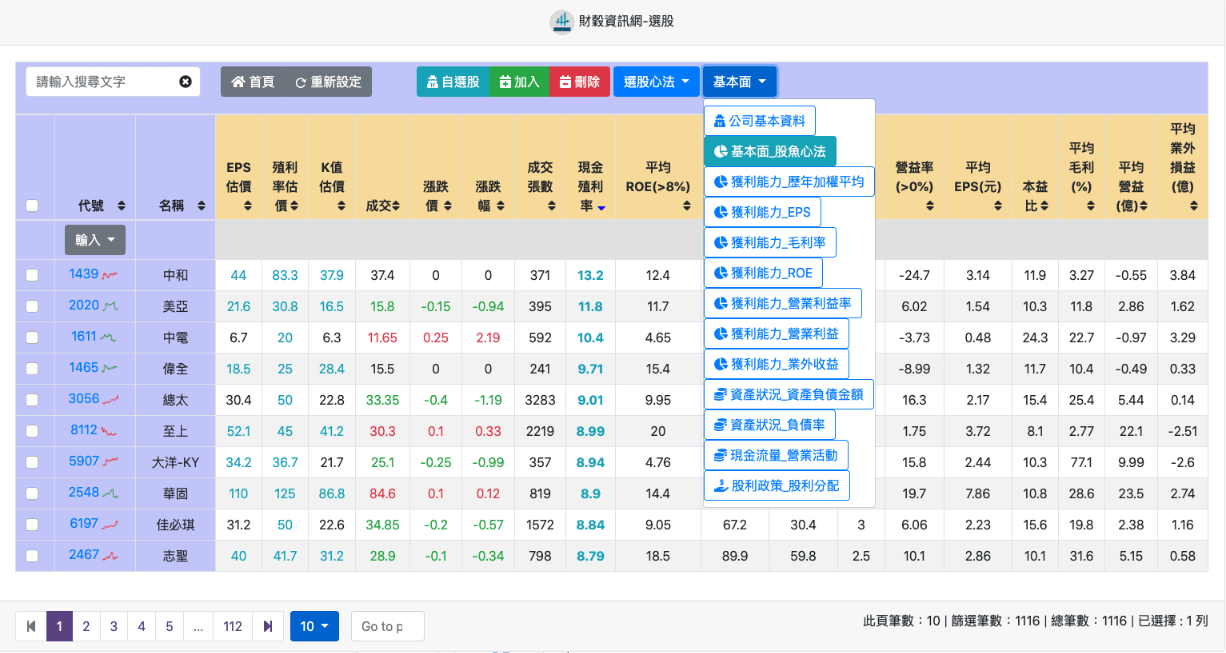 財穀資訊網-選股
請輸入搜尋文字 首頁 重新設定 自選股 加入 刪除 選股心法 基本面
公司基本資料
基本面_股魚心法
獲利能力_歷年加權平均
獲利能力_EPS
獲利能力_毛利率
獲利能力_ROE
獲利能力_營業利益率
獲利能力_營業利益
獲利能力_業外收益
資產狀況_資產負債金額
資產狀況_負債率
現金流量_營業活動
股利政策_股利分配
代號 名稱 EPS估價 殖利率估價 K值估價 成交 漲跌價 漲跌幅 成交張數 現金殖利率 平均ROE(>8%) 營益率(>0%) 平均EPS(元) 本益比 平均毛利(%) 平均營益(億) 平均業外損益(億)
輸入
1439 中和 44 83.3 37.9 37.4 0 0 371 13.2 12.4 -24.7 3.14 11.9 3.27 -0.55 3.84
2020 美亞 21.6 30.8 16.5 15.8 -0.15 -0.94 395 11.8 11.7 6.02 1.54 10.3 11.8 2.86 1.62
1611 中電 6.7 20 6.3 11.65 0.25 2.19 592 10.4 4.65 -3.73 0.48 24.3 22.7 -0.97 3.29
1465 偉全 18.5 25 28.4 15.5 0 0 241 9.71 15.4 -8.99 1.32 11.7 10.4 -0.49 0.33
3056 總太 30.4 50 22.8 33.35 -0.4 -1.19 3283 9.01 9.95 16.3 2.17 15.4 25.4 5.44 0.14
8112 至上 52.1 45 41.2 30.3 0.1 0.33 2219 8.99 20 1.75 3.72 8.1 2.77 22.1 -2.51
5907 大洋-KY 34.2 36.7 21.7 25.1 -0.25 -0.99 357 8.94 4.76 15.8 2.44 10.3 77.1 9.99 -2.6
2548 華固 110 125 86.8 84.6 0.1 0.12 819 8.9 14.4 19.7 7.86 10.8 28.6 23.5 2.74
6197 佳必琪 31.2 50 22.6 34.85 -0.2 -0.57 1572 8.84 9.05 67.2 30.4 3 6.06 2.23 15.6 19.8 2.38 1.16
2467 志聖 40 41.7 31.2 28.9 -0.1 -0.34 798 8.79 18.5 89.9 59.8 2.5 10.1 2.86 10.1 31.6 5.15 0.58
1 2 3 4 5 ... 112 10 Go to p
此頁筆數：10 | 篩選筆數：1116 | 總筆數：1116 | 已選擇 : 1 列